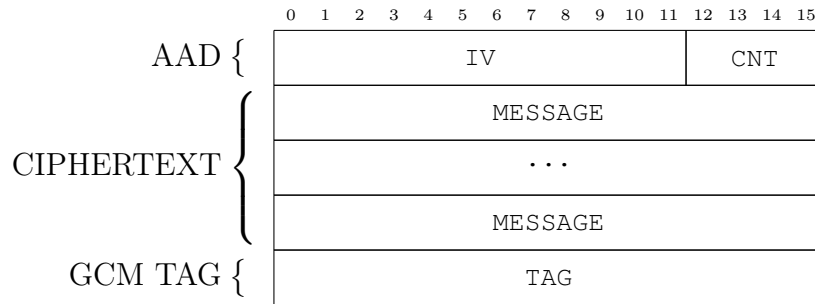 0 1 2 3 4 5 6 7 8 9 10 11 12 13 14 15
AAD { IV CNT
MESSAGE
CIPHERTEXT { ...
MESSAGE
GCM TAG { TAG